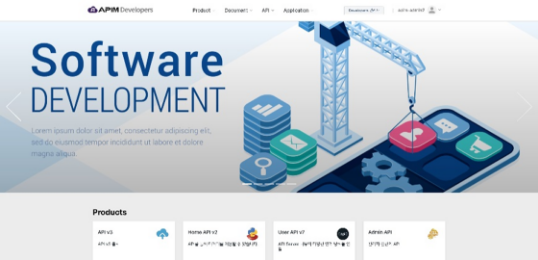 APIM Developers
Product
Document
API
Application
Developers
Software
DEVELOPMENT
Lorem ipsum dolor sit amet, consectetur adipiscing elit,
sed do eiusmod tempor incididunt ut labore et dolore
magna aliqua.
Products
API v3
Home API v2
User API v7
Admin API